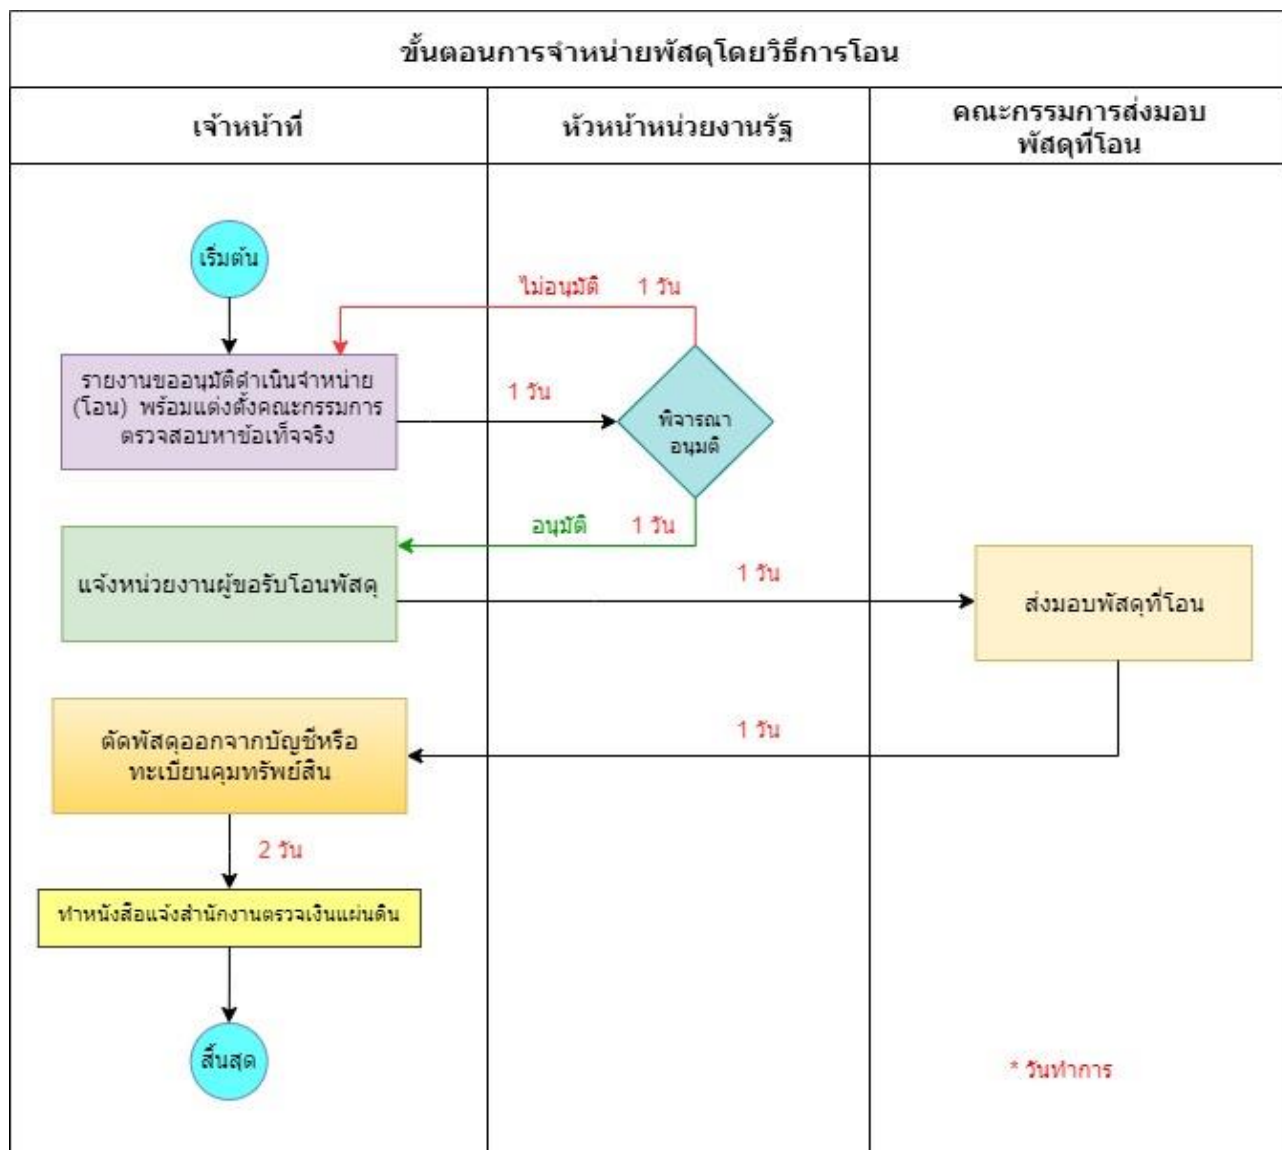 ขั้นตอนการจำหน่ายพัสดุโดยวิธีการโอน
เจ้าหน้าที่
หัวหน้าหน่วยงานรัฐ
คณะกรรมการส่งมอบ
พัสดุที่โอน
เริ่มต้น
ไม่อนุมัติ 1 วัน
รายงานขออนุมัติดำเนินจำหน่าย
(โอน) พร้อมแต่งตั้งคณะกรรมการ
ตรวจสอบหาข้อเท็จจริง
1 วัน
พิจารณา
อนุมติ
อนุมัติ 1 วัน
แจ้งหน่วยงานผู้ขอรับโอนพัสดุ
1 วัน
ส่งมอบพัสดุที่โอน
1 วัน
ตัดพัสดุออกจากบัญชีหรือ
ทะเบียนคุมทรัพย์สิน
2 วัน
ทำหนังสือแจ้งสำนักงานตรวจเงินแผ่นดิน
สิ้นสุด
* วันทำการ